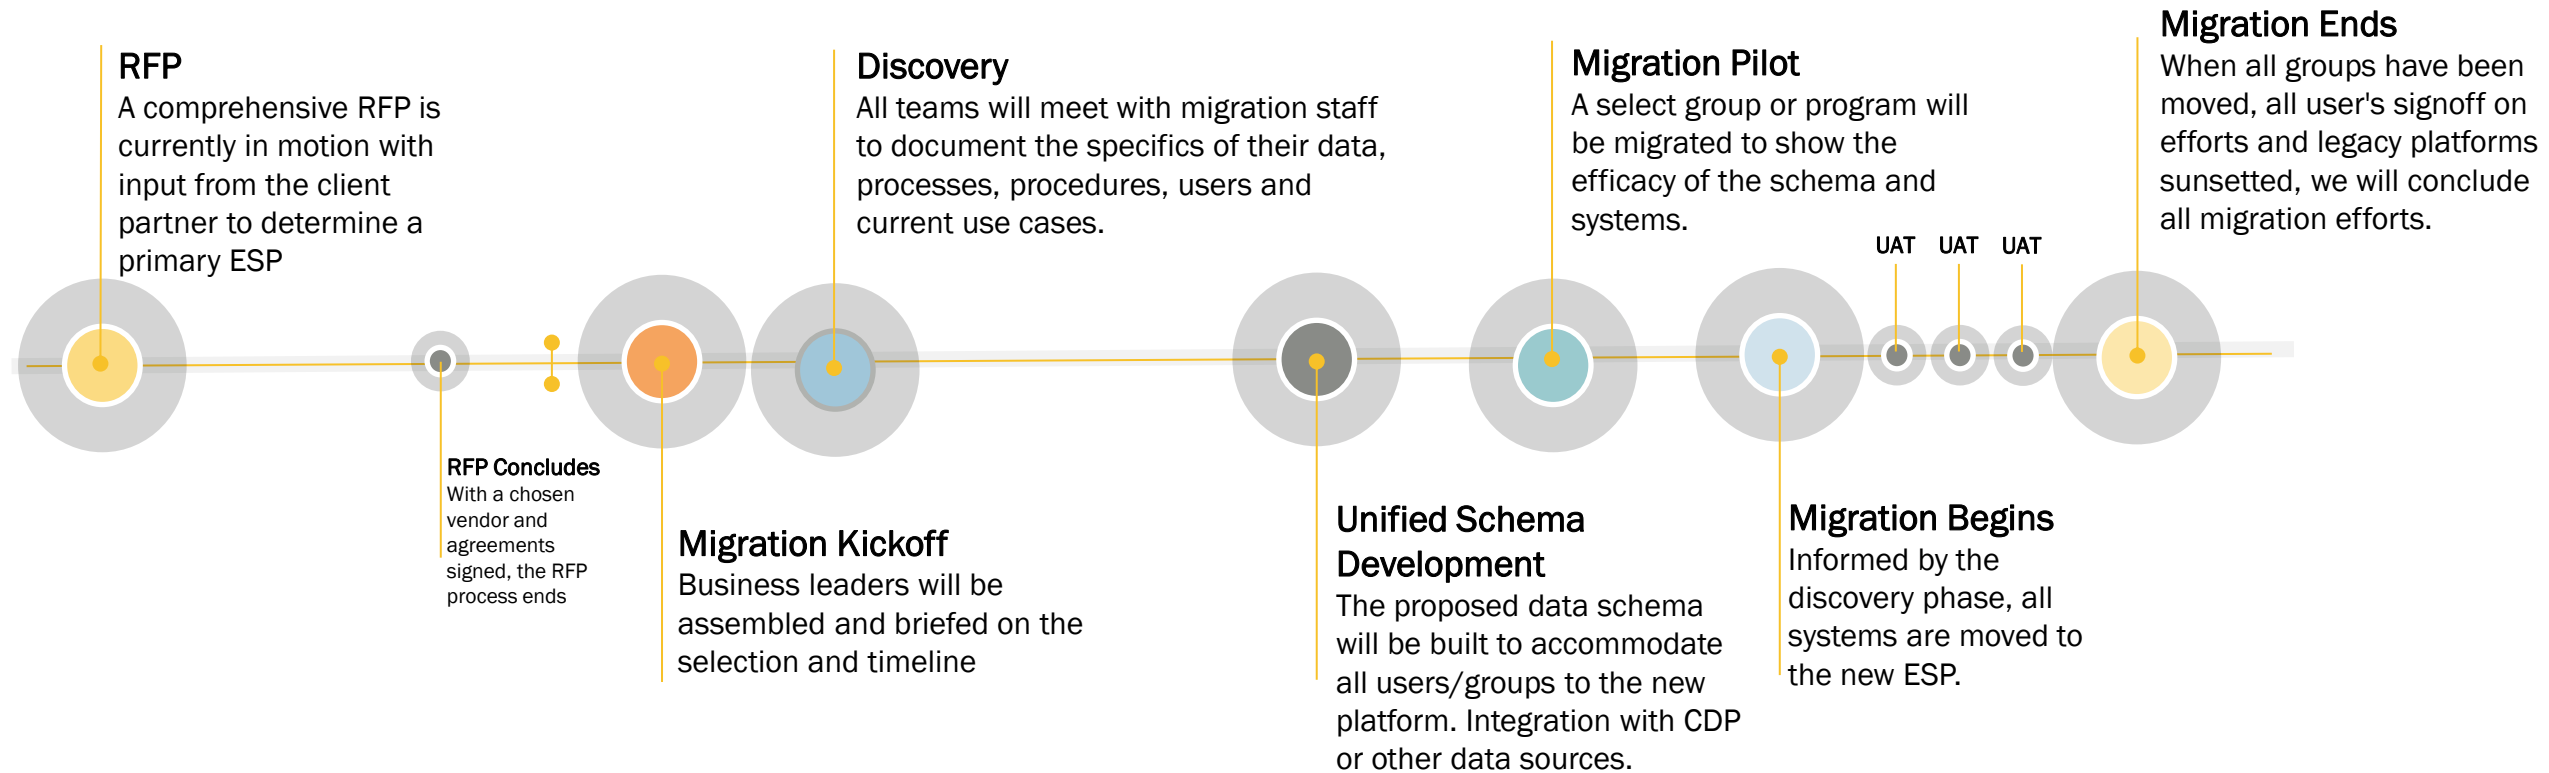 RFP
A comprehensive RFP is
currently in motion with
input from the client
partner to determine a
primary ESP
RFP Concludes
With a chosen
vendor and
agreements
signed, the RFP
process ends
Migration Kickoff
Business leaders will be
assembled and briefed on the
selection and timeline
Discovery
All teams will meet with migration staff
to document the specifics of their data,
processes, procedures, users and
current use cases.
Unified Schema
Development
The proposed data schema
will be built to accommodate
all users/groups to the new
platform. Integration with CDP
or other data sources.
Migration Pilot
A select group or program will
be migrated to show the
efficacy of the schema and
systems.
Migration Begins
Informed by the
discovery phase, all
systems are moved to
the new ESP.
UAT UAT UAT
Migration Ends
When all groups have been
moved, all user's signoff on
efforts and legacy platforms
sunsetted, we will conclude
all migration efforts.